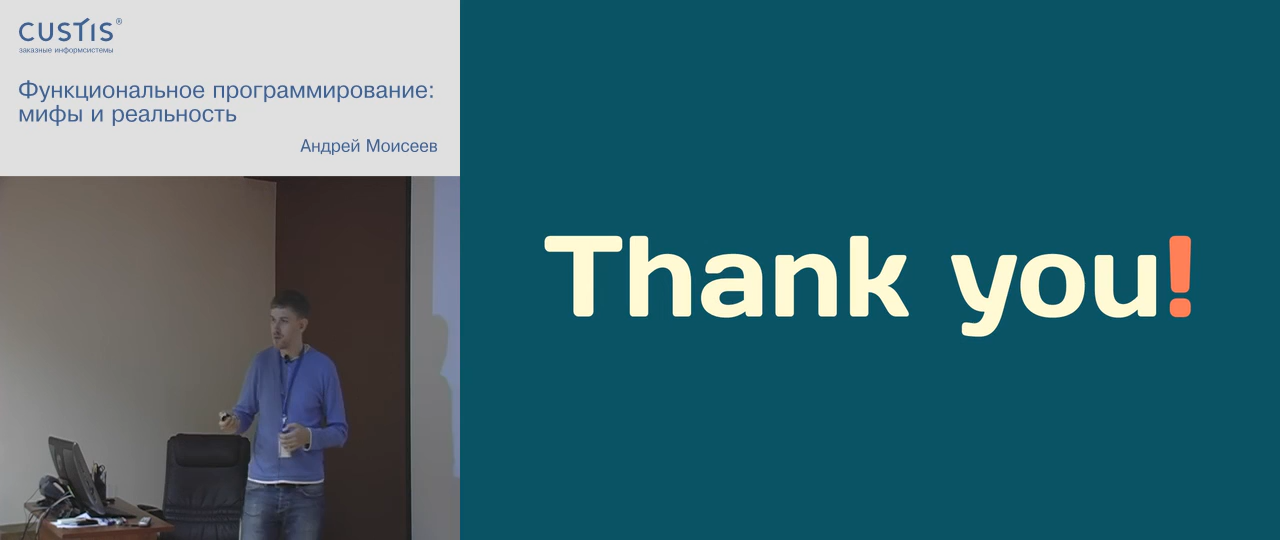 CUSTIS®
заказные информсистемы
Функциональное программирование:
мифы и реальность
Андрей Моисеев
Thank you!